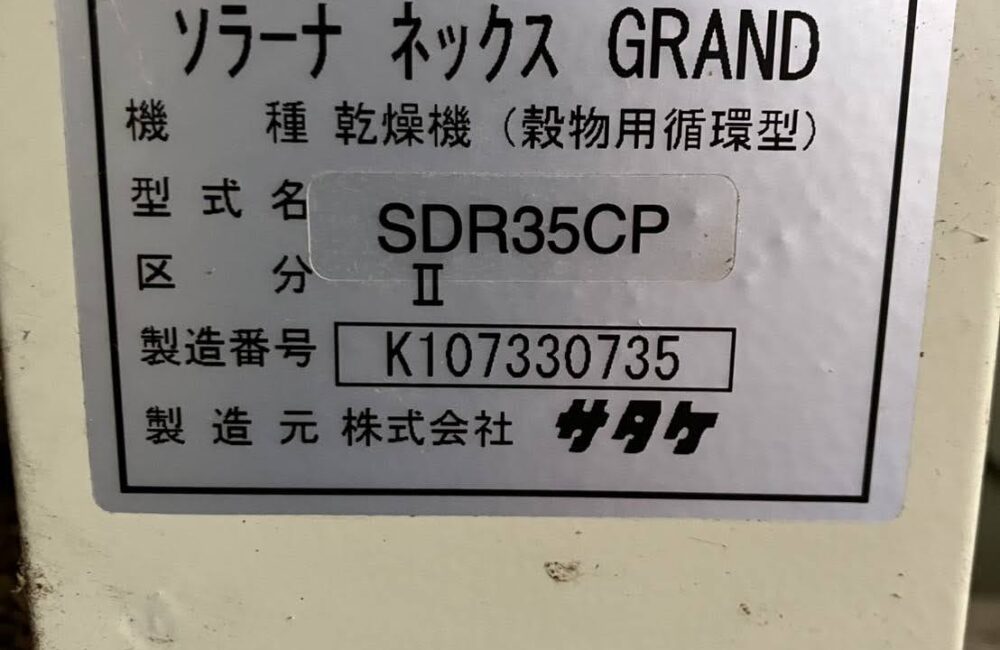 ソラーナ ネックス GRAND
機種 乾燥機（穀物用循環型）
型式名 SDR35CP
区分 Ⅱ
製造番号 K107330735
製造元 株式会社 サタケ